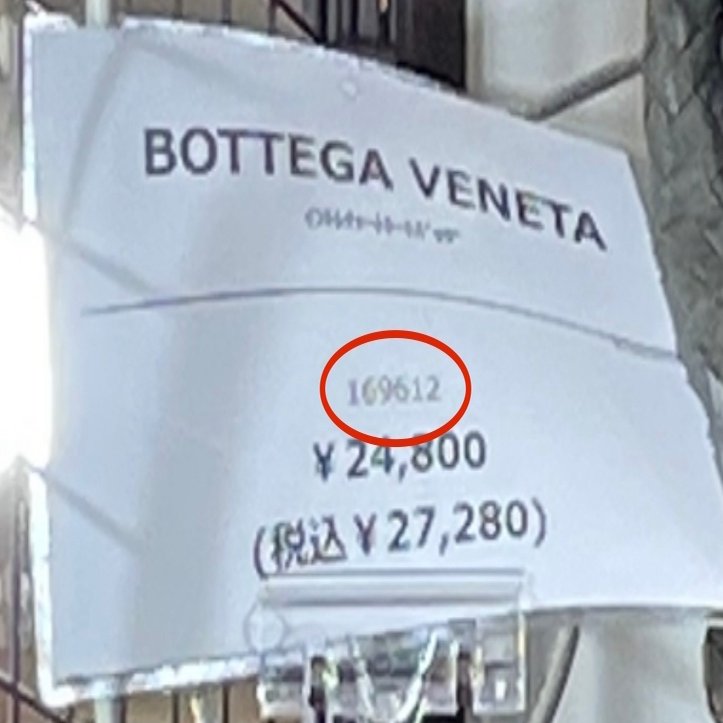 BOTTEGA VENETA
169612
¥24,800
(税込¥27,280)